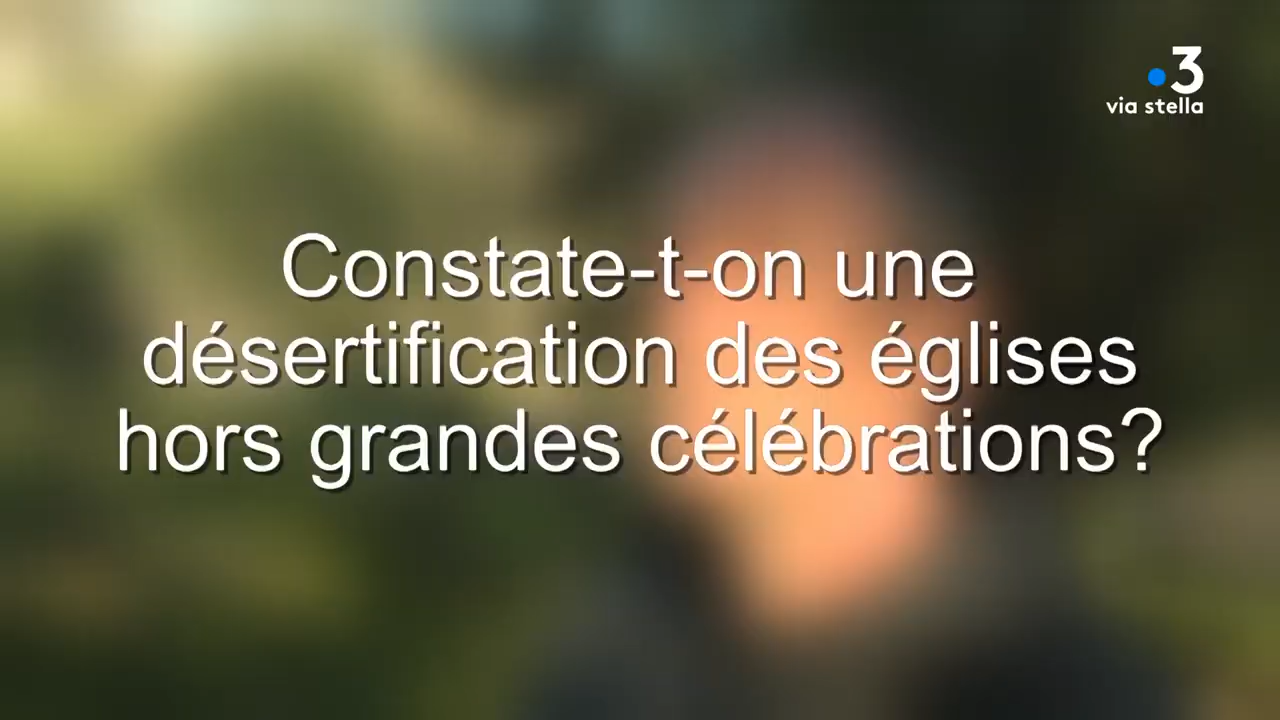 3
via stella
Constate-t-on une
désertification des églises
hors grandes célébrations?